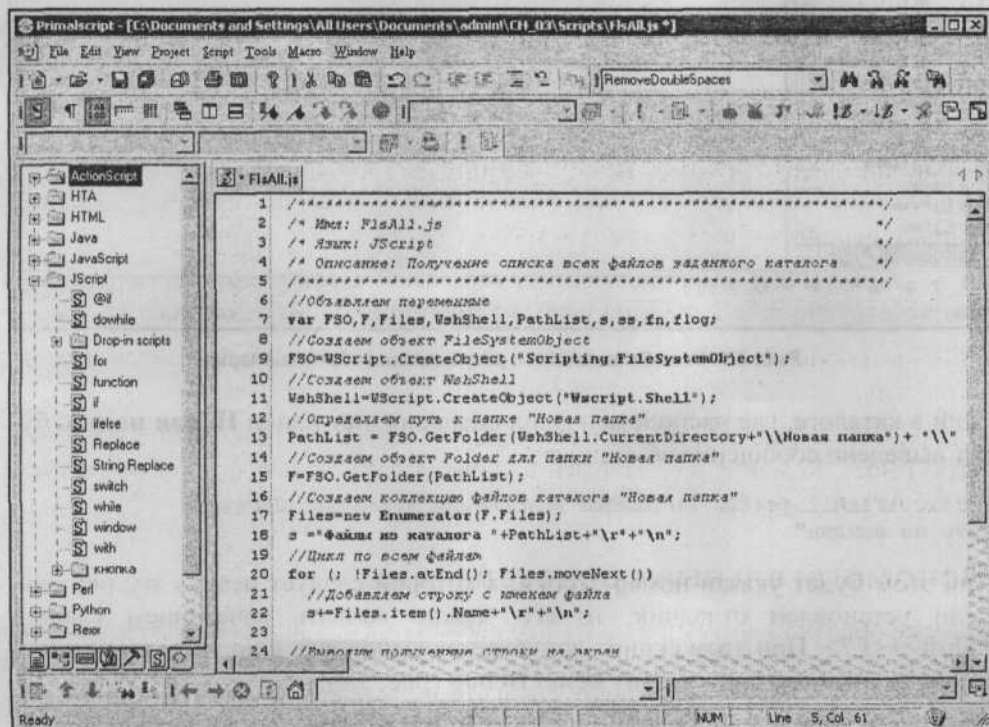 Primalscript - [C:\Documents and Settings\All Users\Documents\admint\CH_03\Scripts\FlsAll.js *]
File Edit View Project Script Tools Macro Window Help
RemoveDoubleSpaces
ActionScript
HTA
HTML
Java
JavaScript
JScript
@if
dowhile
Drop-in scripts
for
function
if
ifelse
Replace
String Replace
switch
while
window
with
кнопка
Perl
Python
Rexx
* FlsAll.js
1 /*******************************************************************/
2 /* Имя: FlsAll.js */
3 /* Язык: JScript */
4 /* Описание: Получение списка всех файлов заданного каталога */
5 /*******************************************************************/
6 //Объявляем переменные
7 var FSO,F,Files,WshShell,PathList,s,ss,fn,flog;
8 //Создаем объект FileSystemObject
9 FSO=WScript.CreateObject("Scripting.FileSystemObject");
10 //Создаем объект WshShell
11 WshShell=WScript.CreateObject("Wscript.Shell");
12 //Определяем путь к папке "Новая папка"
13 PathList = FSO.GetFolder(WshShell.CurrentDirectory+"\\Новая папка")+ "\\"
14 //Создаем объект Folder для папки "Новая папка"
15 F=FSO.GetFolder(PathList);
16 //Создаем коллекцию файлов каталога "Новая папка"
17 Files=new Enumerator(F.Files);
18 s ="Файлы из каталога "+PathList+"\r"+"\n";
19 //Цикл по всем файлам
20 for (; !Files.atEnd(); Files.moveNext())
21 //Добавляем строку с именем файла
22 s+=Files.item().Name+"\r"+"\n";
23
24 //Выводим полученные строки на экран
Ready
NUM
Line 5, Col 61